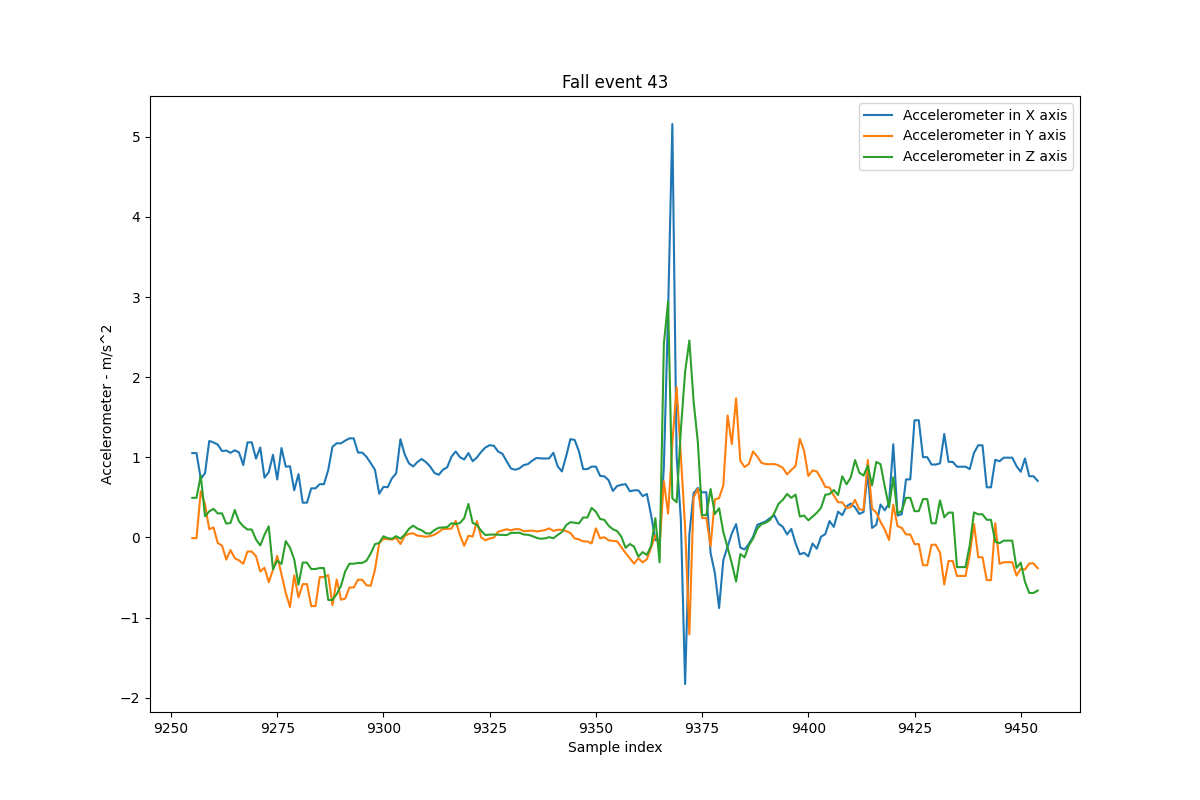 Fall event 43
Accelerometer in X axis
Accelerometer in Y axis
Accelerometer in Z axis
Accelerometer - m/s^2
5
4
3
2
1
0
−1
−2
9250 9275 9300 9325 9350 9375 9400 9425 9450
Sample index